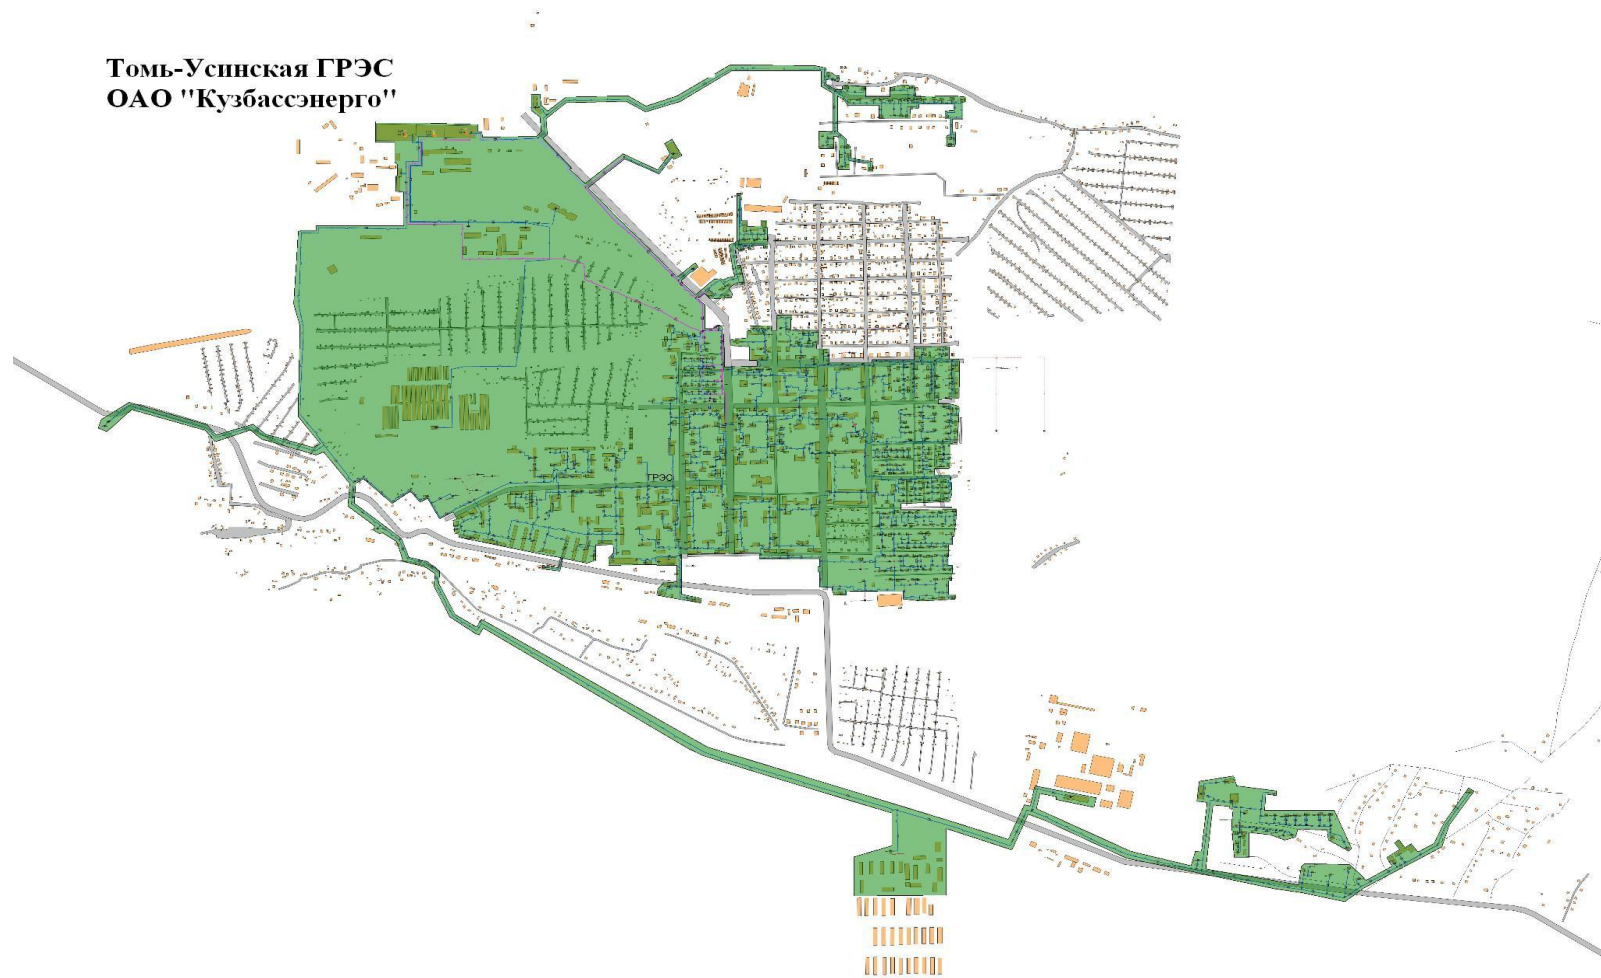 Томь-Усинская ГРЭС
ОАО "Кузбассэнерго"
ГРЭС